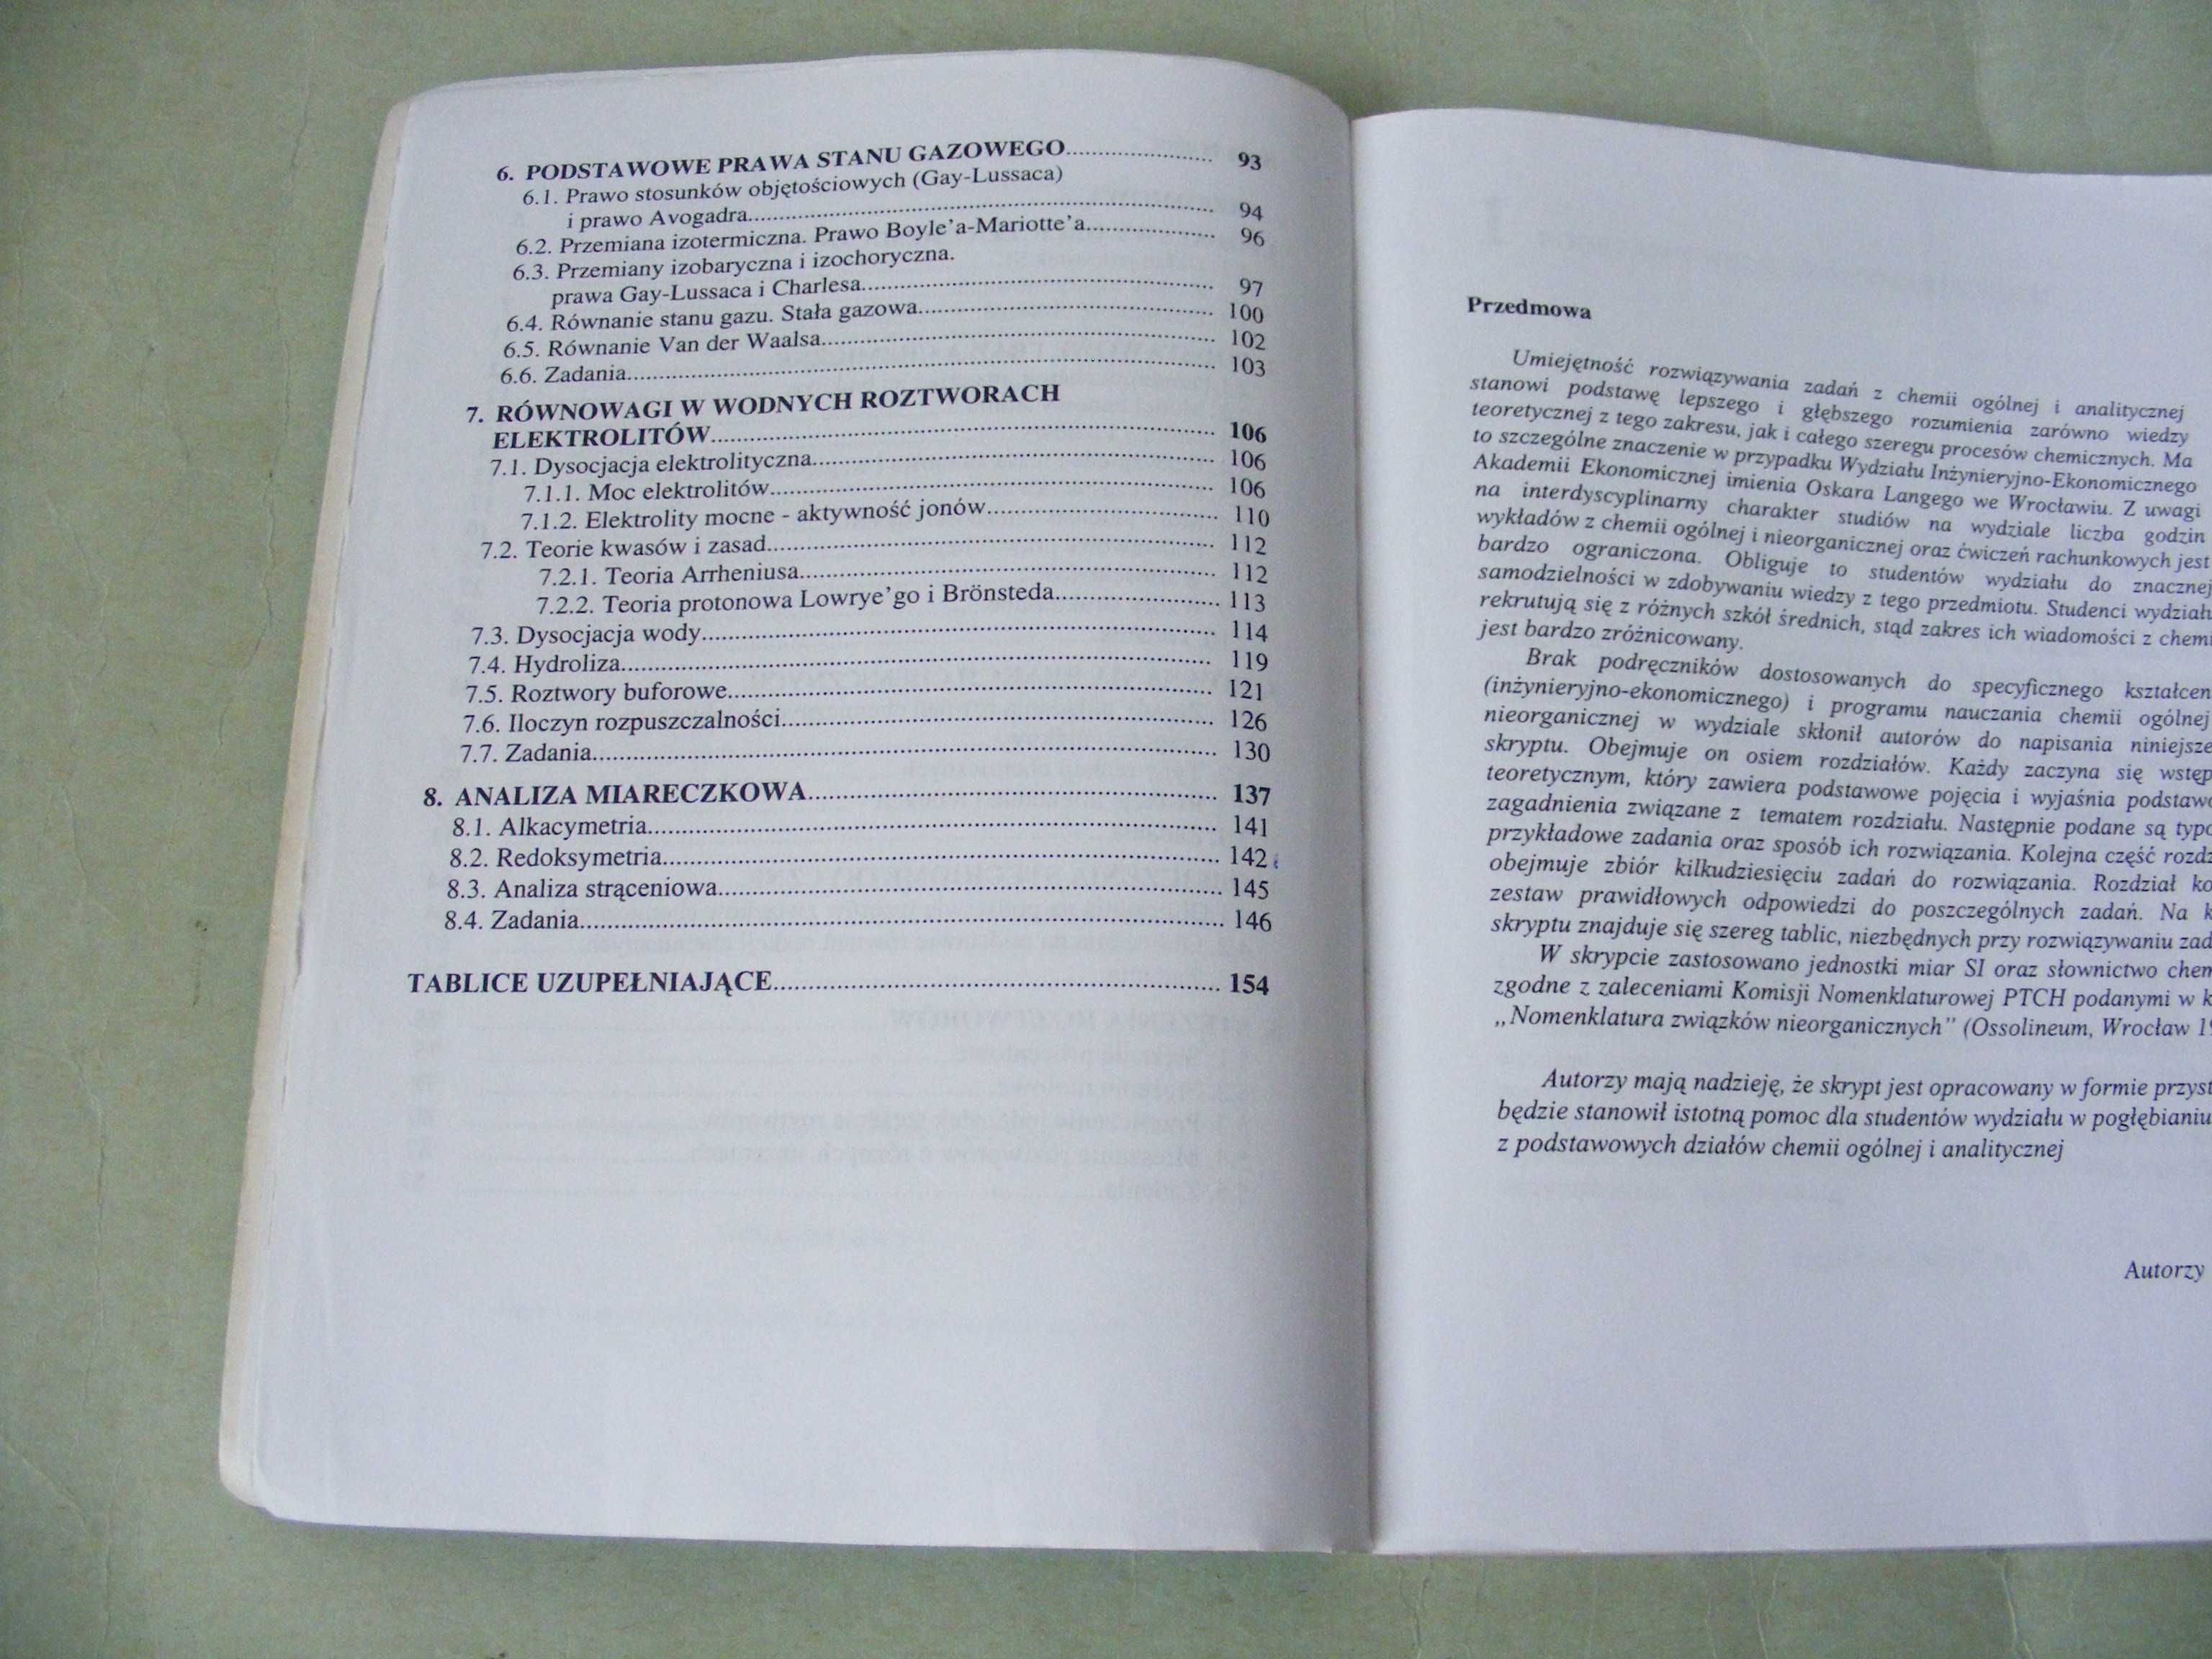 6. PODSTAWOWE PRAWA STANU GAZOWEGO........................ 93
6.1. Prawo stosunków objętościowych (Gay-Lussaca)
i prawo Avogadra........................ 94
6.2. Przemiana izotermiczna. Prawo Boyle'a-Mariotte'a........................ 96
6.3. Przemiany izobaryczna i izochoryczna.
prawa Gay-Lussaca i Charlesa........................ 97
6.4. Równanie stanu gazu. Stała gazowa........................ 100
6.5. Równanie Van der Waalsa........................ 102
6.6. Zadania........................ 103
7. RÓWNOWAGI W WODNYCH ROZTWORACH
ELEKTROLITÓW........................ 106
7.1. Dysocjacja elektrolityczna........................ 106
7.1.1. Moc elektrolitów........................ 106
7.1.2. Elektrolity mocne - aktywność jonów........................ 110
7.2. Teorie kwasów i zasad........................ 112
7.2.1. Teoria Arrheniusa........................ 112
7.2.2. Teoria protonowa Lowrye'go i Brönsteda........................ 113
7.3. Dysocjacja wody........................ 114
7.4. Hydroliza........................ 119
7.5. Roztwory buforowe........................ 121
7.6. Iloczyn rozpuszczalności........................ 126
7.7. Zadania........................ 130
8. ANALIZA MIARECZKOWA........................ 137
8.1. Alkacymetria........................ 141
8.2. Redoksymetria........................ 142
8.3. Analiza strąceniowa........................ 145
8.4. Zadania........................ 146
TABLICE UZUPEŁNIAJĄCE........................ 154
Przedmowa
Umiejętność rozwiązywania zadań z chemii ogólnej i analitycznej
stanowi podstawę lepszego i głębszego rozumienia zarówno wiedzy
teoretycznej z tego zakresu, jak i całego szeregu procesów chemicznych. Ma
to szczególne znaczenie w przypadku Wydziału Inżynieryjno-Ekonomicznego
Akademii Ekonomicznej imienia Oskara Langego we Wrocławiu. Z uwagi
na interdyscyplinarny charakter studiów na wydziale liczba godzin
wykładów z chemii ogólnej i nieorganicznej oraz ćwiczeń rachunkowych jest
bardzo ograniczona. Obliguje to studentów wydziału do znacznej
samodzielności w zdobywaniu wiedzy z tego przedmiotu. Studenci wydziału
rekrutują się z różnych szkół średnich, stąd zakres ich wiadomości z chemi
jest bardzo zróżnicowany.
Brak podręczników dostosowanych do specyficznego kształcen
(inżynieryjno-ekonomicznego) i programu nauczania chemii ogólnej
nieorganicznej w wydziale skłonił autorów do napisania niniejsze
skryptu. Obejmuje on osiem rozdziałów. Każdy zaczyna się wstęp
teoretycznym, który zawiera podstawowe pojęcia i wyjaśnia podstaw
zagadnienia związane z tematem rozdziału. Następnie podane są typo
przykładowe zadania oraz sposób ich rozwiązania. Kolejna część rozdz
obejmuje zbiór kilkudziesięciu zadań do rozwiązania. Rozdział ko
zestaw prawidłowych odpowiedzi do poszczególnych zadań. Na k
skryptu znajduje się szereg tablic, niezbędnych przy rozwiązywaniu zad
W skrypcie zastosowano jednostki miar SI oraz słownictwo chem
zgodne z zaleceniami Komisji Nomenklaturowej PTCH podanymi w k
„Nomenklatura związków nieorganicznych" (Ossolineum, Wrocław 1
Autorzy mają nadzieję, że skrypt jest opracowany w formie przyst
będzie stanowił istotną pomoc dla studentów wydziału w pogłębianiu
z podstawowych działów chemii ogólnej i analitycznej
Autorzy